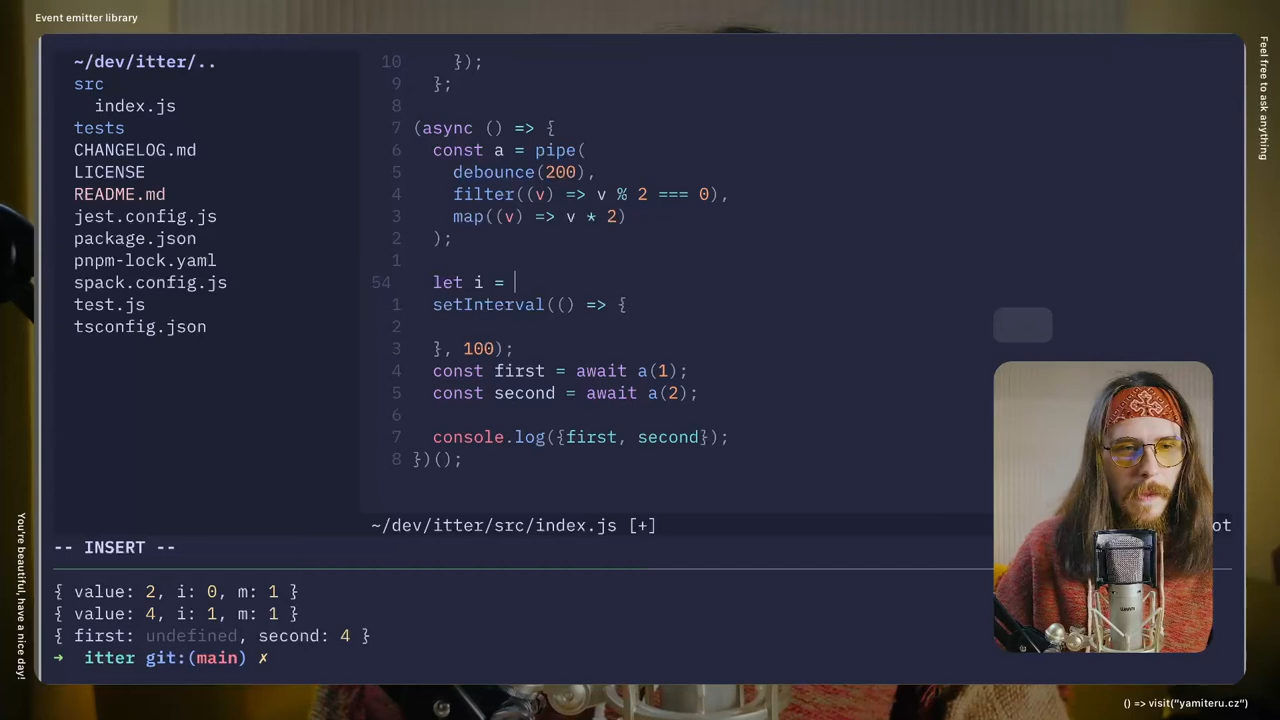 Event emitter library
~/dev/itter/..
src
index.js
tests
CHANGELOG.md
LICENSE
README.md
jest.config.js
package.json
pnpm-lock.yaml
spack.config.js
test.js
tsconfig.json
10 });
9 };
8
7 (async () => {
6 const a = pipe(
5 debounce(200),
4 filter((v) => v % 2 === 0),
3 map((v) => v * 2)
2 );
1
54 let i =
1 setInterval(() => {
2
3 }, 100);
4 const first = await a(1);
5 const second = await a(2);
6
7 console.log({first, second});
8 })();
~/dev/itter/src/index.js [+]
ot
-- INSERT --
{ value: 2, i: 0, m: 1 }
{ value: 4, i: 1, m: 1 }
{ first: undefined, second: 4 }
➜ itter git:(main) ✗
Feel free to ask anything
You're beautiful, have a nice day!
() => visit("yamiteru.cz")